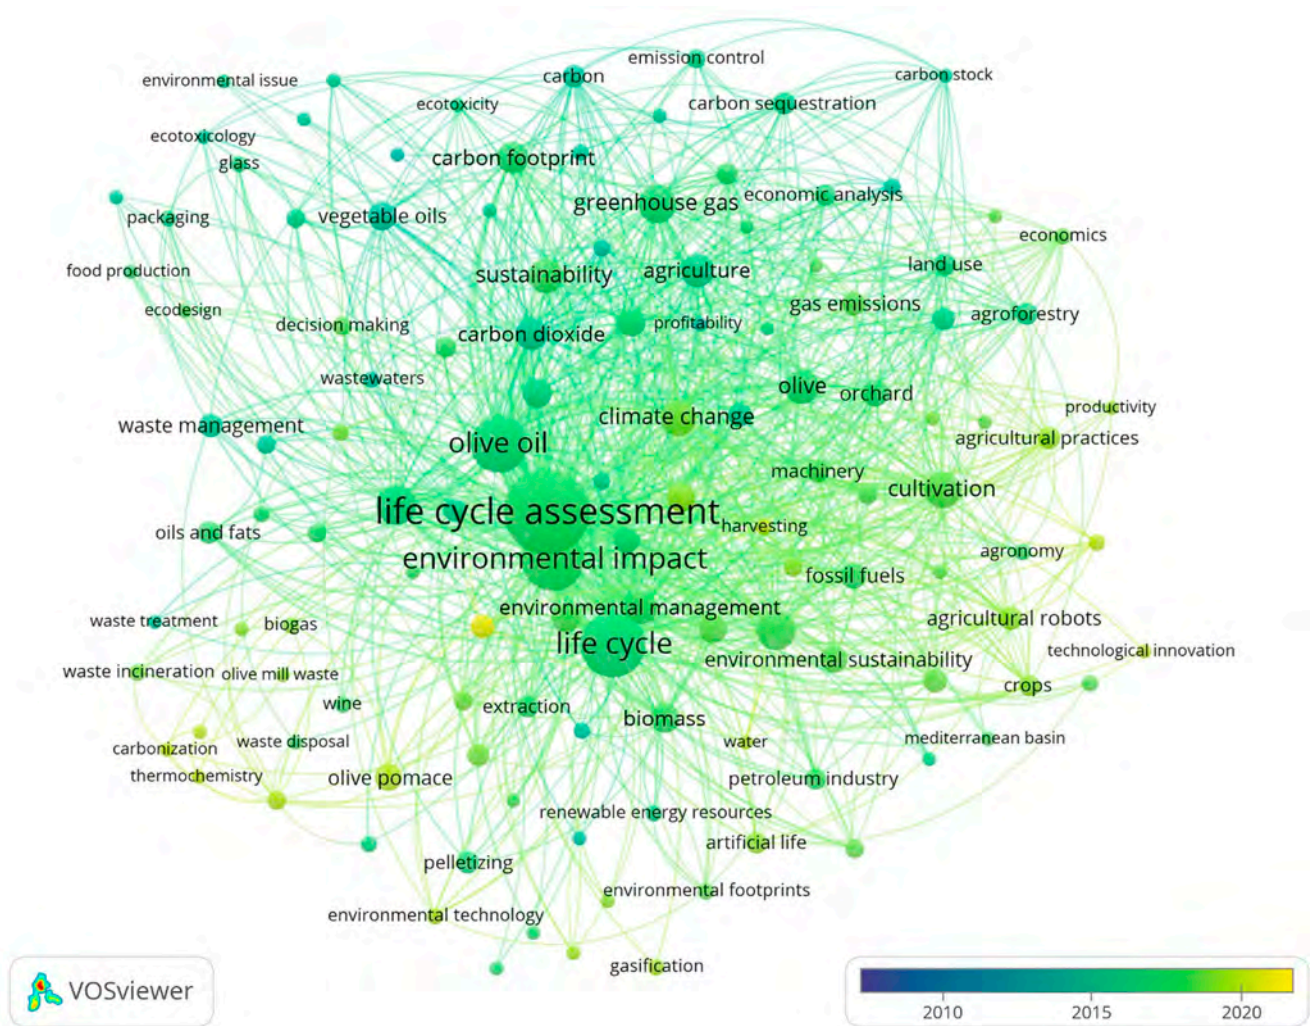 emission control
carbon
carbon stock
environmental issue
ecotoxicity
carbon sequestration
ecotoxicology
carbon footprint
glass
economic analysis
greenhouse gas
packaging
vegetable oils
economics
land use
food production
sustainability
agriculture
gas emissions
ecodesign
agroforestry
decision making
profitability
carbon dioxide
wastewaters
olive
orchard
productivity
climate change
waste management
agricultural practices
olive oil
machinery
cultivation
life cycle assessment
harvesting
oils and fats
agronomy
environmental impact
fossil fuels
environmental management
agricultural robots
waste treatment
biogas
life cycle
technological innovation
environmental sustainability
waste incineration
olive mill waste
crops
wine
extraction
biomass
mediterranean basin
waste disposal
water
carbonization
thermochemistry
olive pomace
petroleum industry
renewable energy resources
artificial life
pelletizing
environmental footprints
environmental technology
gasification
VOSviewer
2010
2015
2020